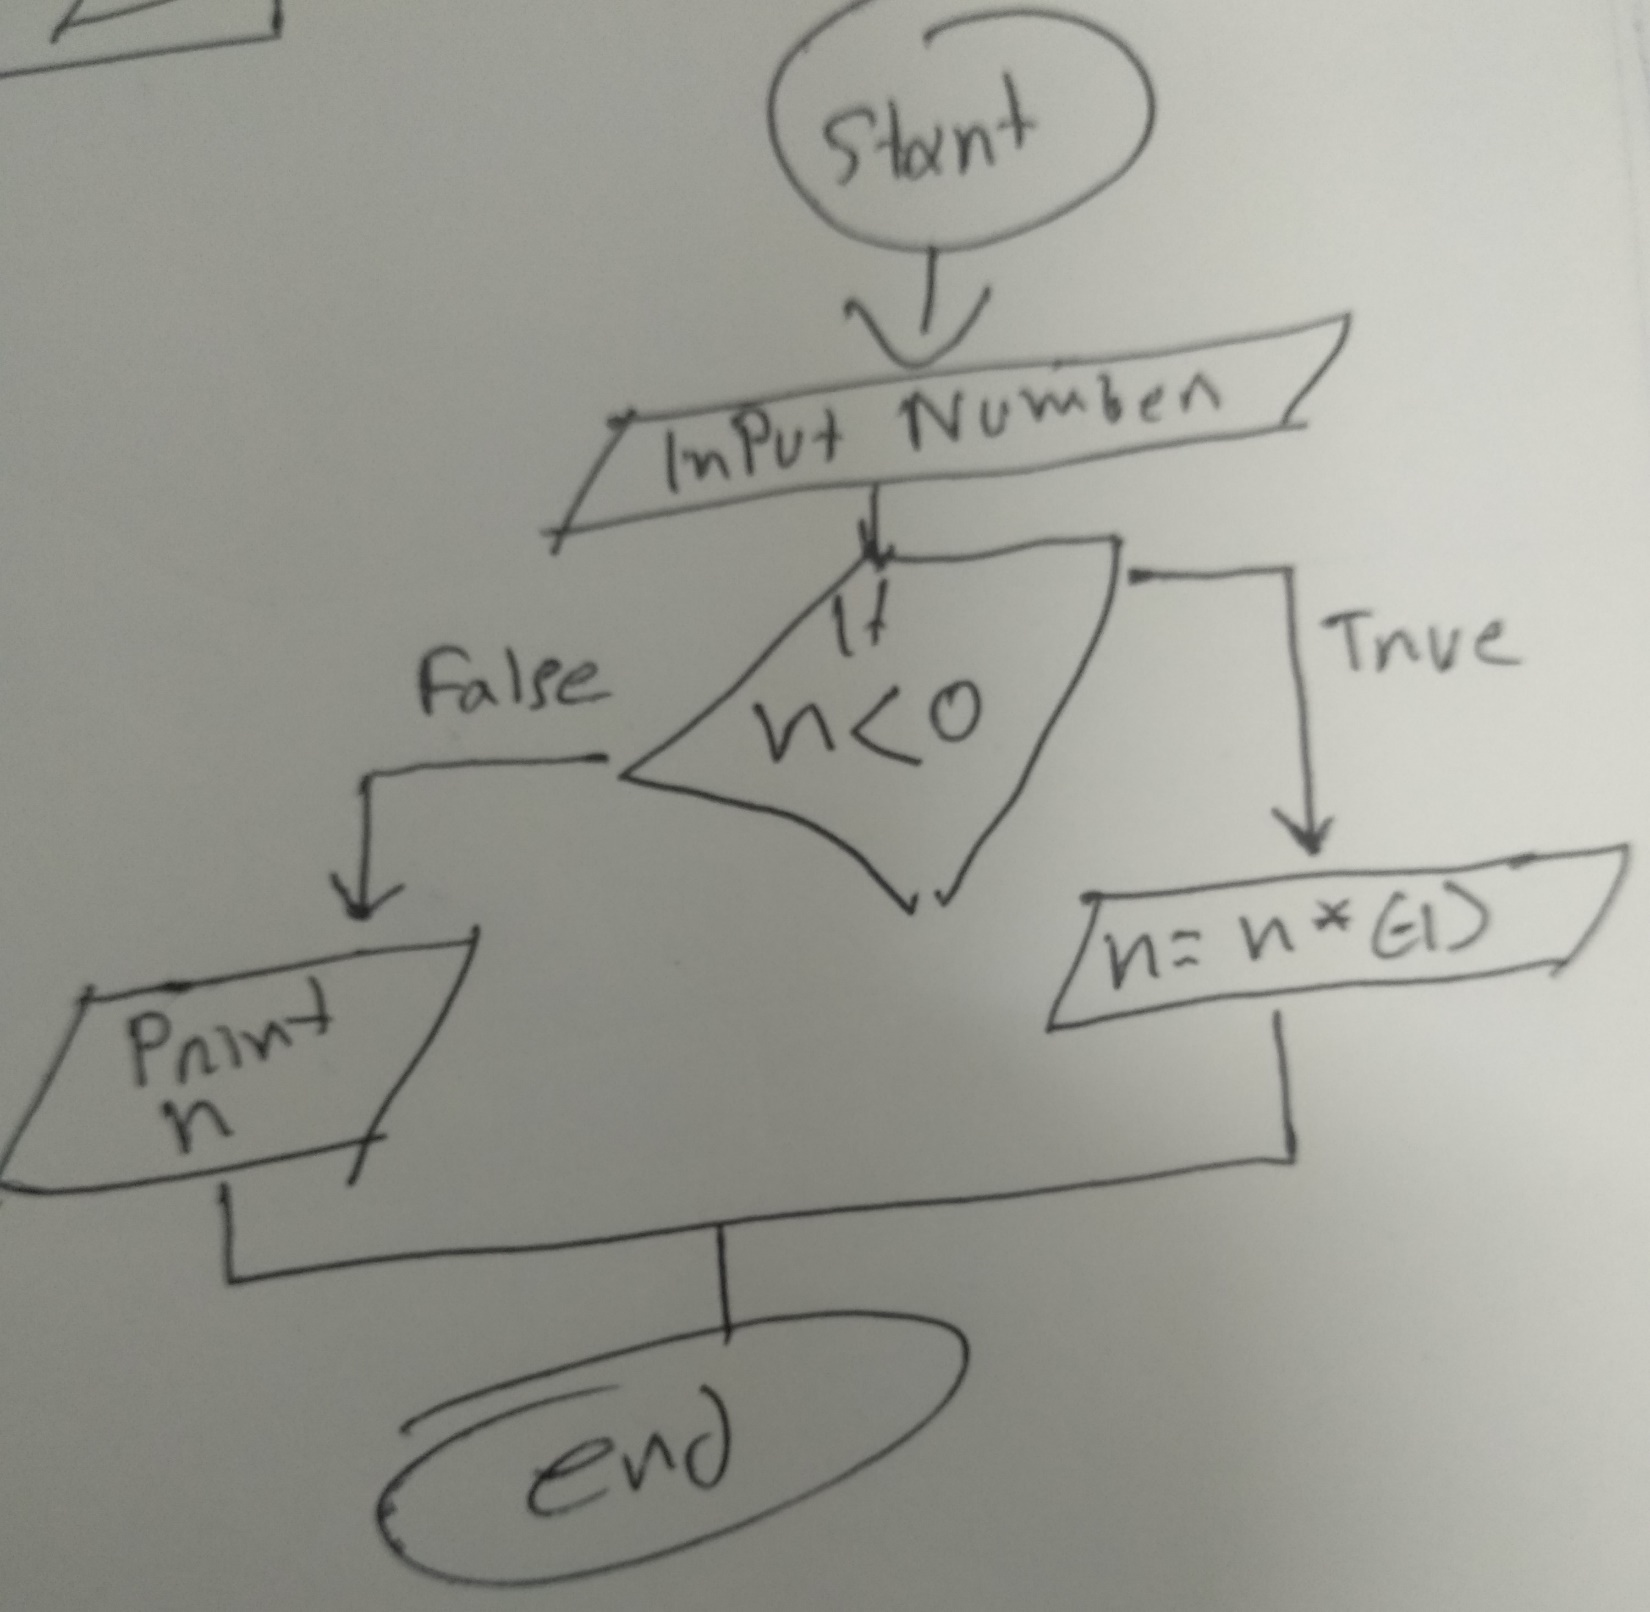 Start
InPut Number
If
n<0
False
True
n= n * (-1)
Print
n
end